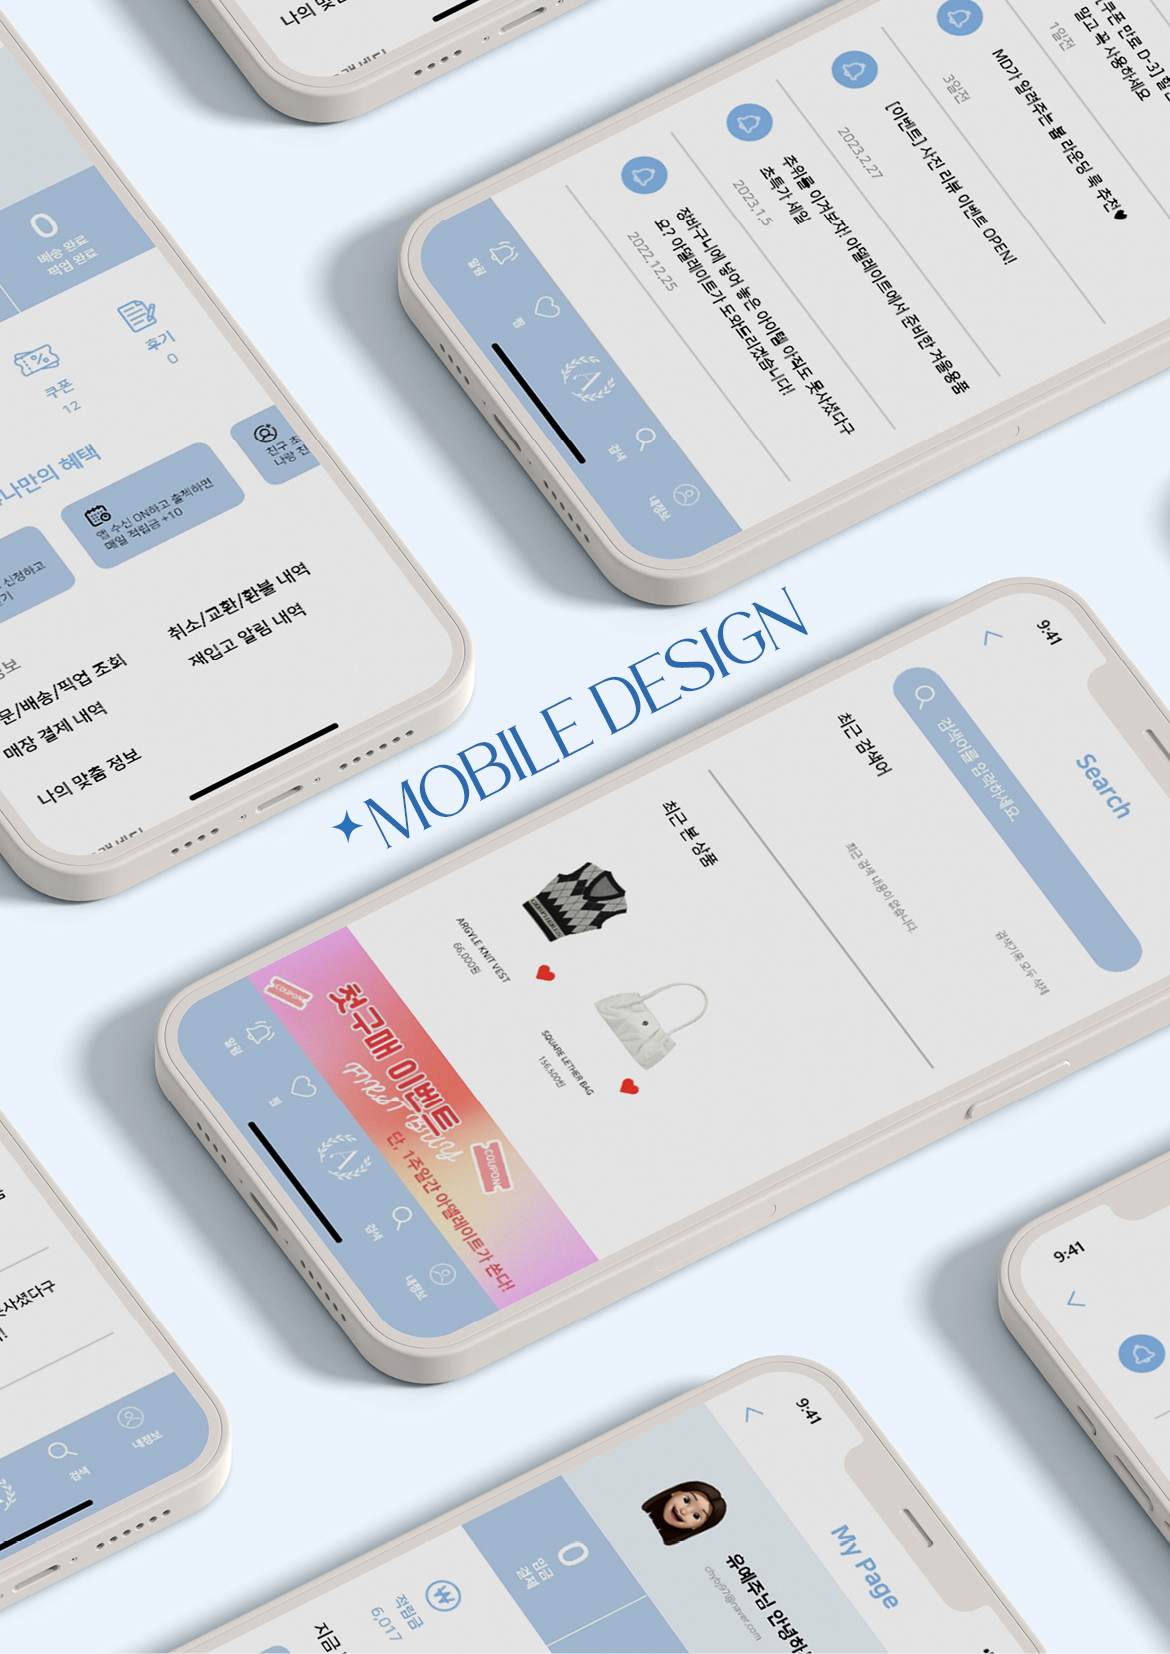 나의 맞
0
배송 완료
픽업 완료
쿠폰
12
후기
0
나만의 혜택
앱 수신 ON하고 출첵하면
매일 적립금 +10
친구 초
나랑 친
신청하고
기
취소/교환/환불 내역
재입고 알림 내역
문/배송/픽업 조회
매장 결제 내역
나의 맞춤 정보
[쿠폰 만료 D-3] 할인
말고 꼭 사용하세요
1일전
MD가 알려주는 봄 라운딩 룩 추천♥
3일전
[이벤트] 사진 리뷰 이벤트 OPEN!
2023.2.27
추위를 이겨보자! 아델레이트에서 준비한 겨울용품
초특가 세일
2023.1.5
장바구니에 넣어 놓은 아이템 아직도 못사셨다구
요? 아델레이트가 도와드리겠습니다!
2022.12.25
알림
찜
A
검색
내정보
MOBILE DESIGN
9:41
Search
검색어를 입력하세요.
최근 검색어
최근 검색 내용이 없습니다.
검색기록 모두 삭제
최근 본 상품
ARGYLE KNIT VEST
66,000원
SQUARE LETHER BAG
156,500원
COUPON
첫구매 이벤트
FIRST BUY
COUPON
단, 1주일간 아델레이트가 쏜다!
알림
찜
A
검색
내정보
못사셨다구
검색
내정보
9:41
9:41
My Page
유예주님 안녕하
chyby97@naver.com
0
입금
결제
적립금
6,017
지금